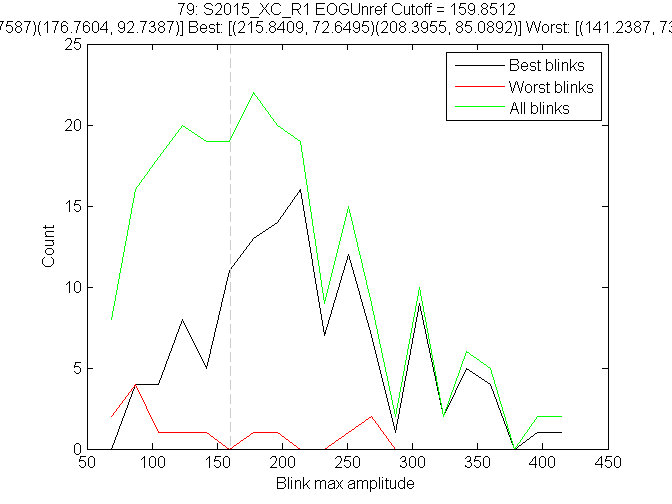 79: S2015_XC_R1 EOGUnref Cutoff = 159.8512
7587)(176.7604, 92.7387)] Best: [(215.8409, 72.6495)(208.3955, 85.0892)] Worst: [(141.2387, 73
25
20
15
10
5
0
Count
Best blinks
Worst blinks
All blinks
50 100 150 200 250 300 350 400 450
Blink max amplitude